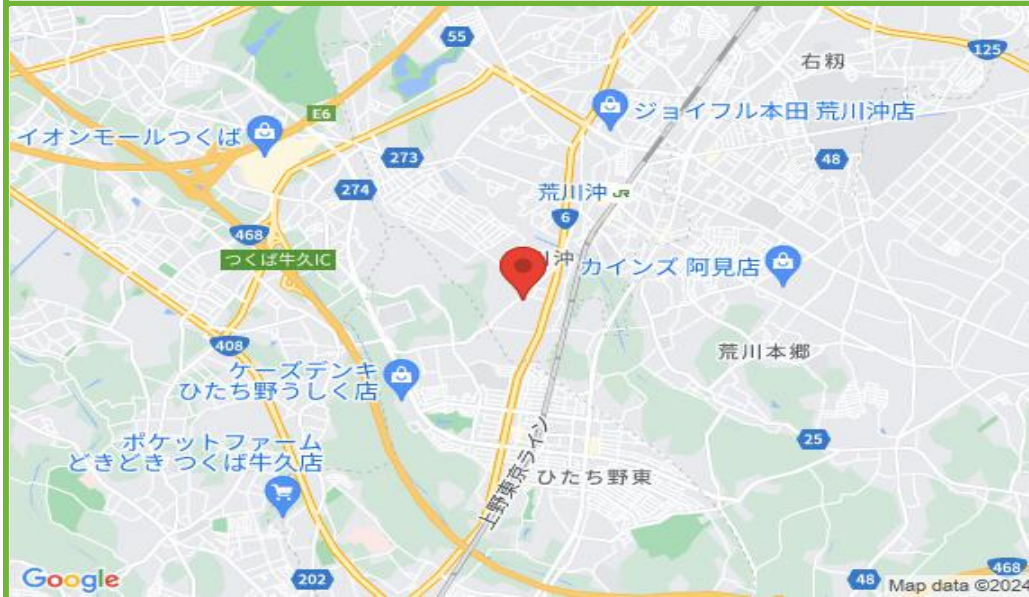 55
125
右籾
E6
ジョイフル本田 荒川沖店
イオンモールつくば
273
48
274
荒川沖 JR
6
468
つくば牛久IC
川沖
カインズ 阿見店
408
荒川本郷
ケーズデンキ
ひたち野うしく店
25
ポケットファーム
どきどき つくば牛久店
上野東京ライン
ひたち野東
468
Google
202
48
Map data ©2024